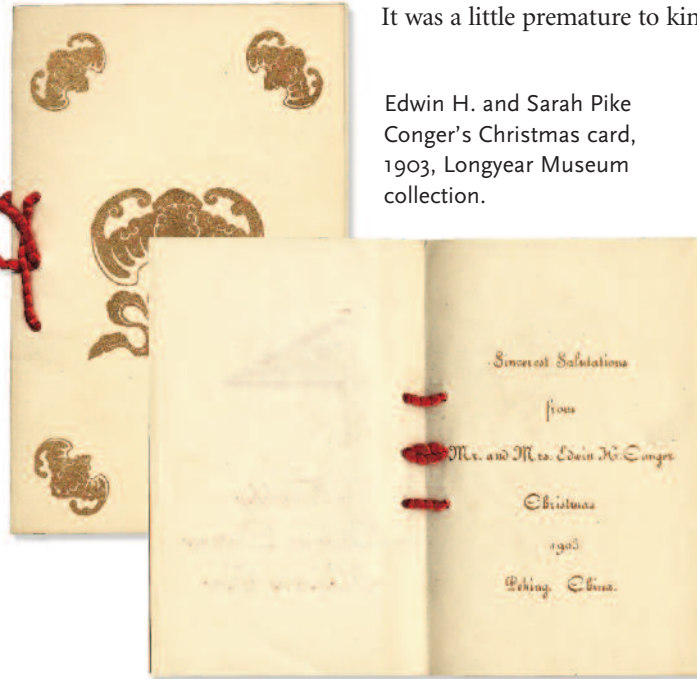 It was a little premature to kin
Edwin H. and Sarah Pike
Conger's Christmas card,
1903, Longyear Museum
collection.
Sincerest Salutations
from
Mr. and Mrs. Edwin H. Conger
Christmas
1903
Peking, China.